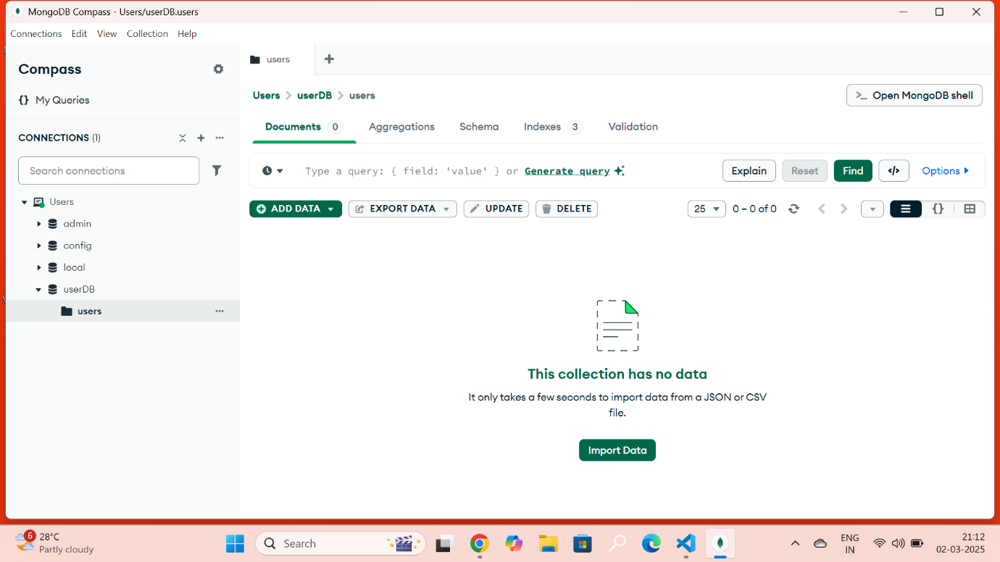 MongoDB Compass - Users/userDB.users
Connections Edit View Collection Help
Compass
{} My Queries
CONNECTIONS (1)
Search connections
Users
admin
config
local
userDB
users
users
Users > userDB > users
>_ Open MongoDB shell
Documents 0 Aggregations Schema Indexes 3 Validation
Type a query: { field: 'value' } or Generate query
Explain Reset Find </> Options
ADD DATA EXPORT DATA UPDATE DELETE
25 0 – 0 of 0 {}
This collection has no data
It only takes a few seconds to import data from a JSON or CSV
file.
Import Data
6
28°C
Partly cloudy
Search
ENG
IN
21:12
02-03-2025